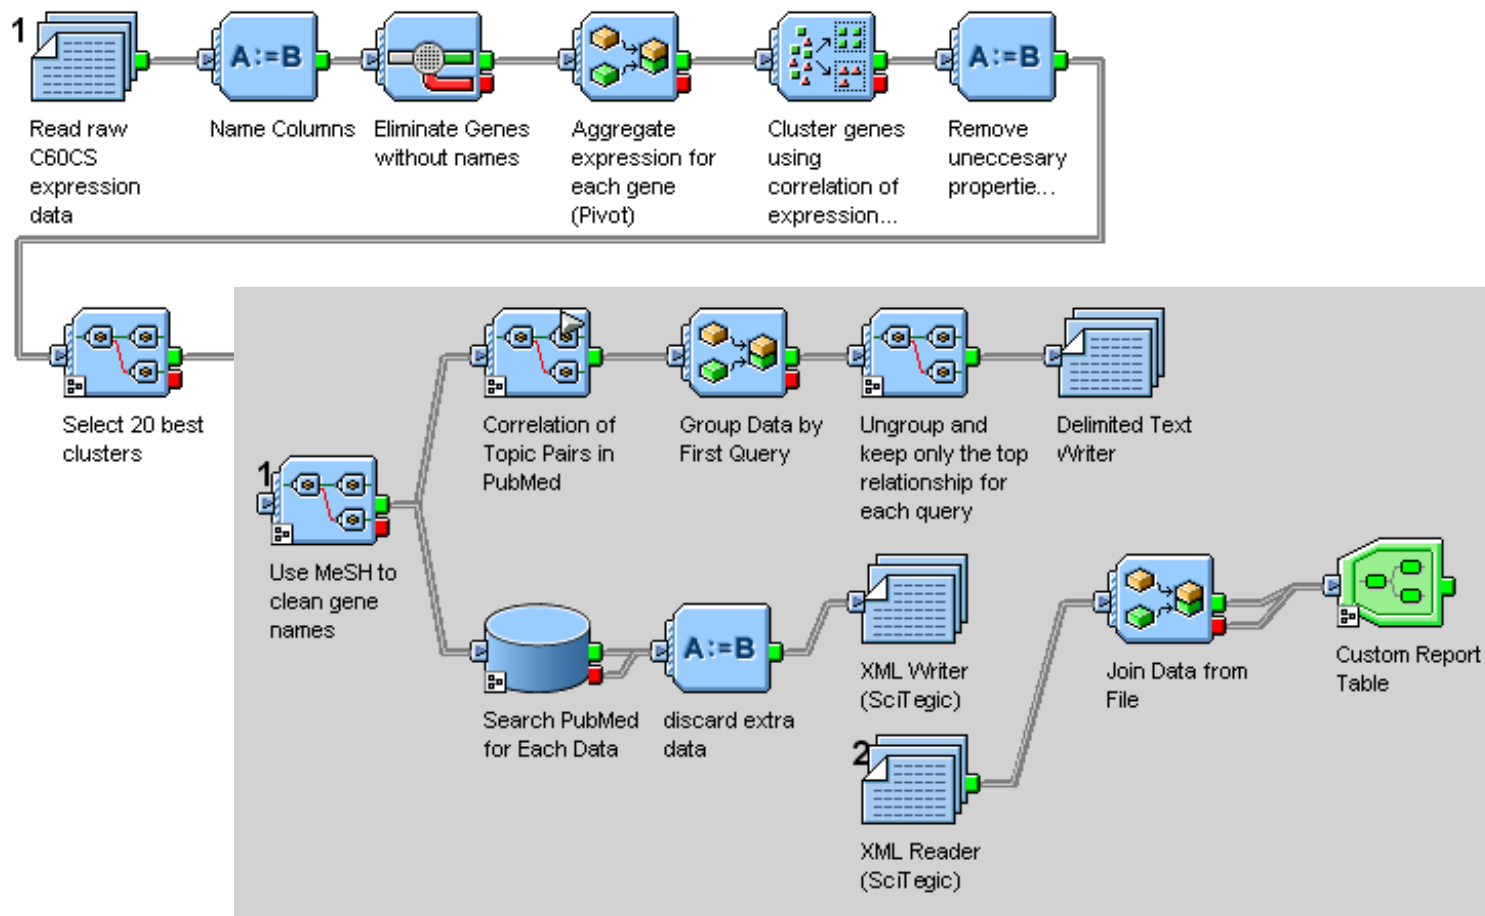 1
A:=B
A:=B
Read raw
C60CS
expression
data
Name Columns
Eliminate Genes
without names
Aggregate
expression for
each gene
(Pivot)
Cluster genes
using
correlation of
expression...
Remove
uneccesary
propertie...
Select 20 best
clusters
1
Use MeSH to
clean gene
names
Correlation of
Topic Pairs in
PubMed
Group Data by
First Query
Ungroup and
keep only the top
relationship for
each query
Delimited Text
Writer
Search PubMed
for Each Data
A:=B
discard extra
data
XML Writer
(SciTegic)
2
XML Reader
(SciTegic)
Join Data from
File
Custom Report
Table